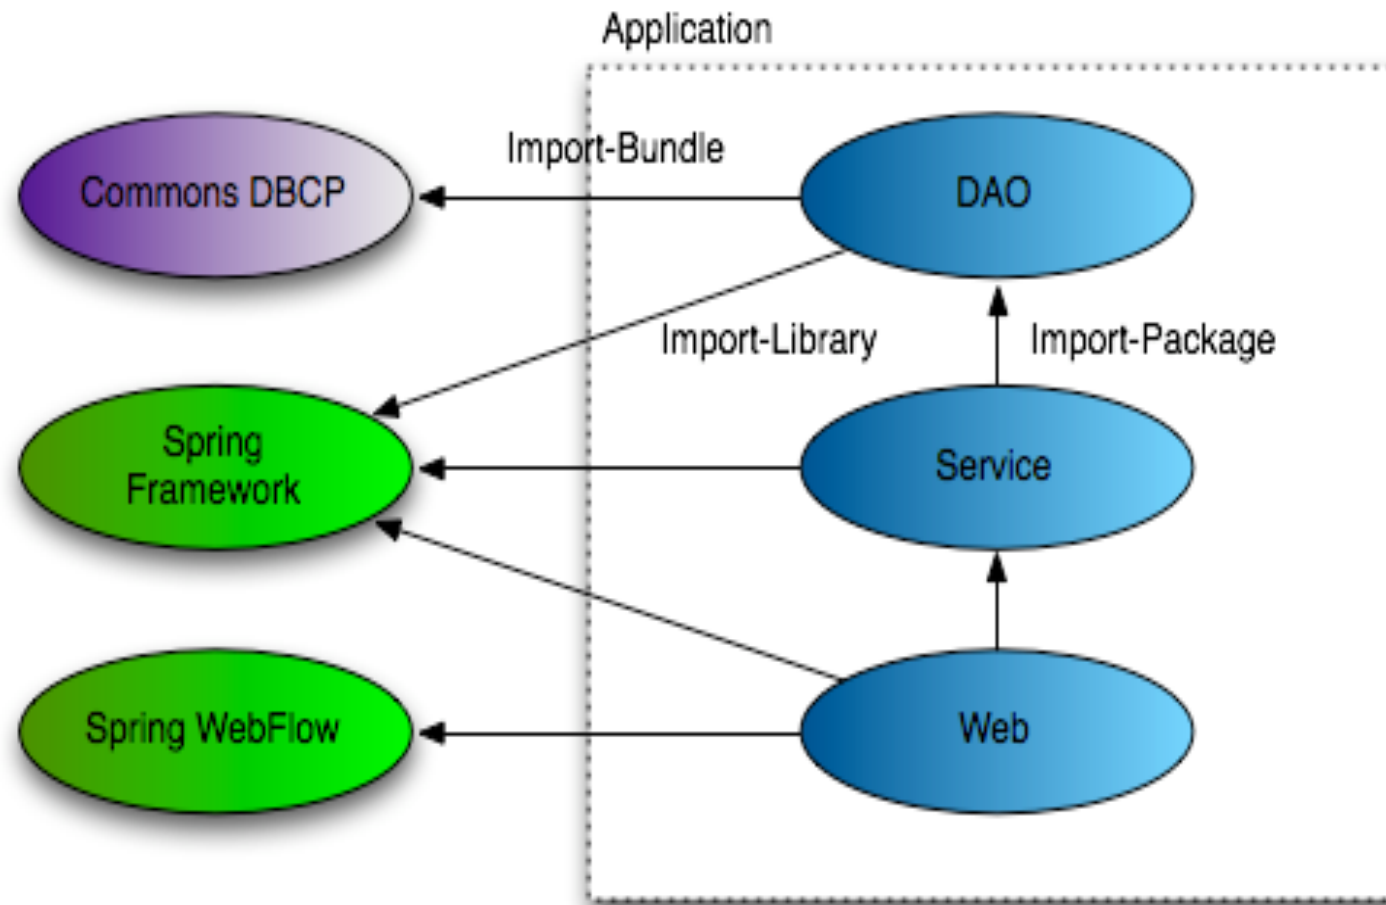 Application
Import-Bundle
Commons DBCP
DAO
Import-Library
Import-Package
Spring
Framework
Service
Spring WebFlow
Web